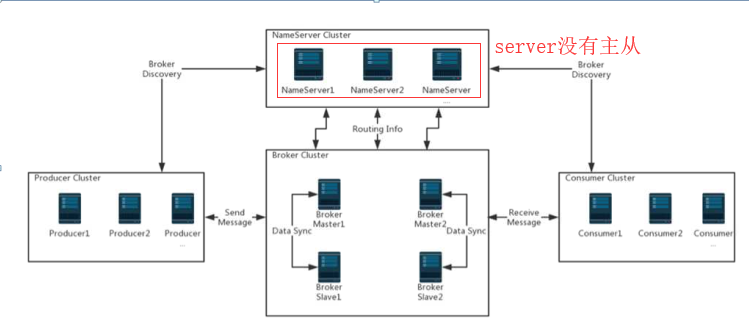 NameServer Cluster
server没有主从
NameServer1
NameServer2
NameServer
...
Broker
Discovery
Broker
Discovery
Routing Info
Producer Cluster
Producer1
Producer2
Producer
...
Send
Message
Broker Cluster
Broker
Master1
Broker
Master2
Data Sync
Data Sync
Broker
Slave1
Broker
Slave2
Receive
Message
Consumer Cluster
Consumer1
Consumer2
Consumer
...